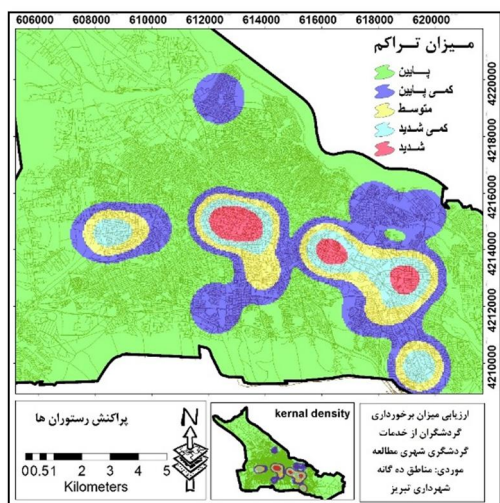 606000 608000 610000 612000 614000 616000 618000 620000
میزان تراکم
پایین
کمی پایین
متوسط
کمی شدید
شدید
4220000
4218000
4216000
4214000
4212000
4210000
پراکنش رستوران ها
N
0 0.5 1 2 3 4 5
Kilometers
kernal density
ارزیابی میزان برخورداری
گردشگران از خدمات
گردشگری شهری مطالعه
موردی: مناطق ده گانه
شهرداری تبریز